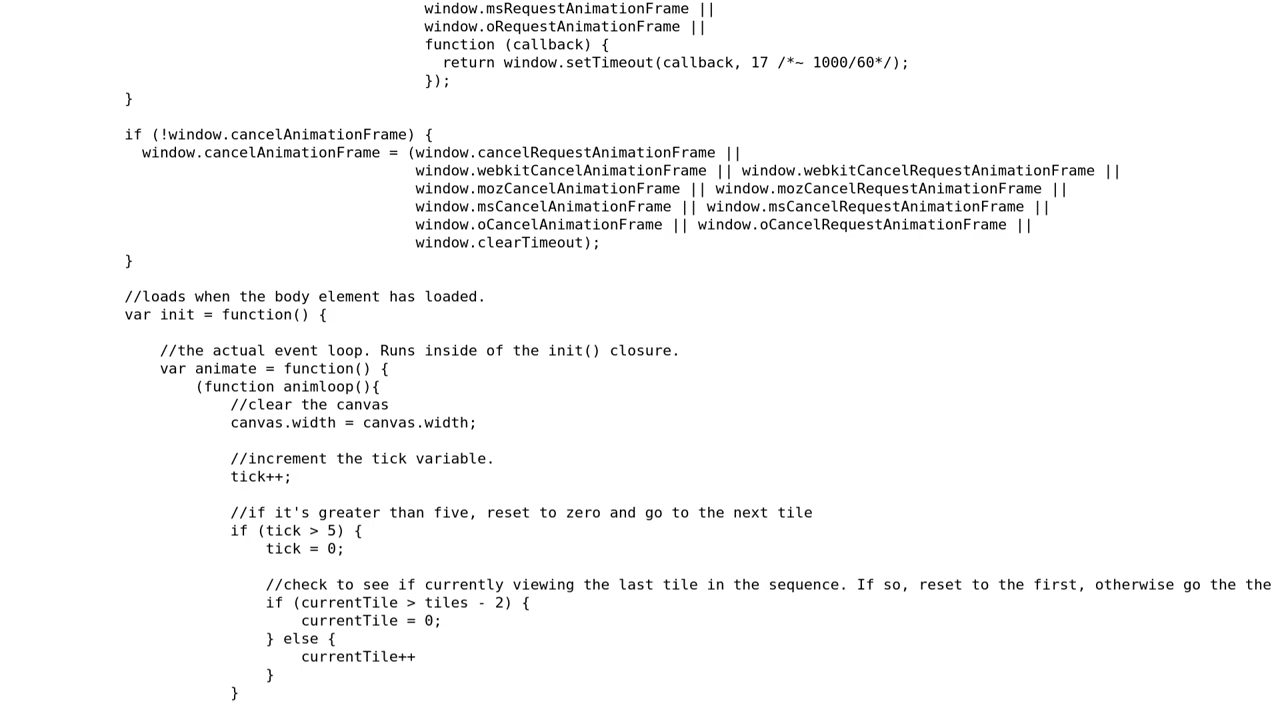 window.msRequestAnimationFrame ||
window.oRequestAnimationFrame ||
function (callback) {
return window.setTimeout(callback, 17 /*~ 1000/60*/);
});
}
if (!window.cancelAnimationFrame) {
window.cancelAnimationFrame = (window.cancelRequestAnimationFrame ||
window.webkitCancelAnimationFrame || window.webkitCancelRequestAnimationFrame ||
window.mozCancelAnimationFrame || window.mozCancelRequestAnimationFrame ||
window.msCancelAnimationFrame || window.msCancelRequestAnimationFrame ||
window.oCancelAnimationFrame || window.oCancelRequestAnimationFrame ||
window.clearTimeout);
}
//loads when the body element has loaded.
var init = function() {
//the actual event loop. Runs inside of the init() closure.
var animate = function() {
(function animloop(){
//clear the canvas
canvas.width = canvas.width;
//increment the tick variable.
tick++;
//if it's greater than five, reset to zero and go to the next tile
if (tick > 5) {
tick = 0;
//check to see if currently viewing the last tile in the sequence. If so, reset to the first, otherwise go the the
if (currentTile > tiles - 2) {
currentTile = 0;
} else {
currentTile++
}
}